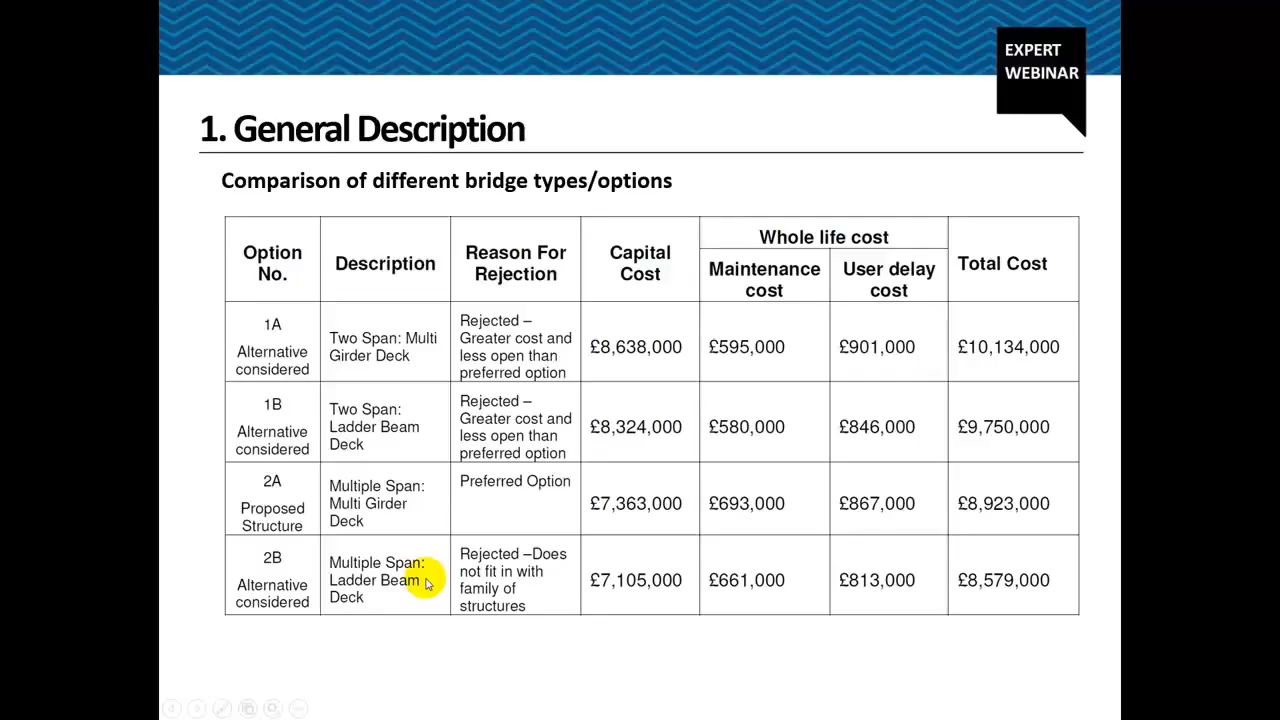 EXPERT
WEBINAR
1. General Description
Comparison of different bridge types/options
Option
No.
Description
Reason For
Rejection
Capital
Cost
Whole life cost
Maintenance
cost
User delay
cost
Total Cost
1A
Alternative
considered
Two Span: Multi
Girder Deck
Rejected –
Greater cost and
less open than
preferred option
£8,638,000
£595,000
£901,000
£10,134,000
1B
Alternative
considered
Two Span:
Ladder Beam
Deck
Rejected –
Greater cost and
less open than
preferred option
£8,324,000
£580,000
£846,000
£9,750,000
2A
Proposed
Structure
Multiple Span:
Multi Girder
Deck
Preferred Option
£7,363,000
£693,000
£867,000
£8,923,000
2B
Alternative
considered
Multiple Span:
Ladder Beam
Deck
Rejected –Does
not fit in with
family of
structures
£7,105,000
£661,000
£813,000
£8,579,000